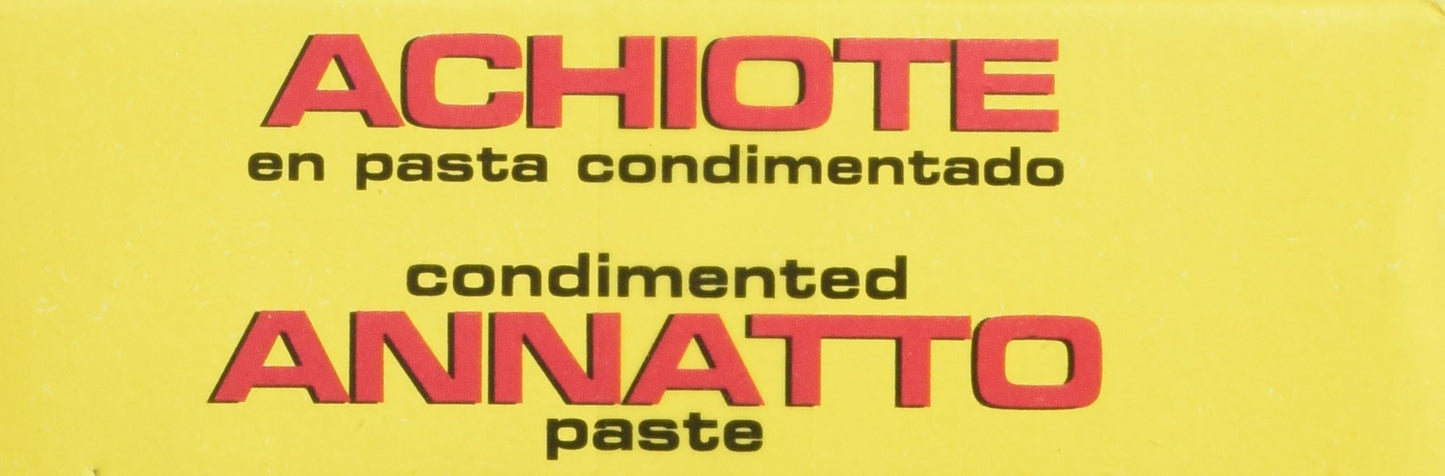 ACHIOTE
en pasta condimentado
condimented
ANNATTO
paste